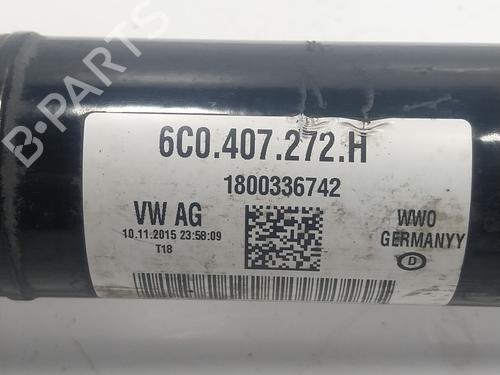 B-PARTS
6C0.407.272.H
1800336742
VW AG
10.11.2015 23:58:09
T18
WWO
GERMANYY
D